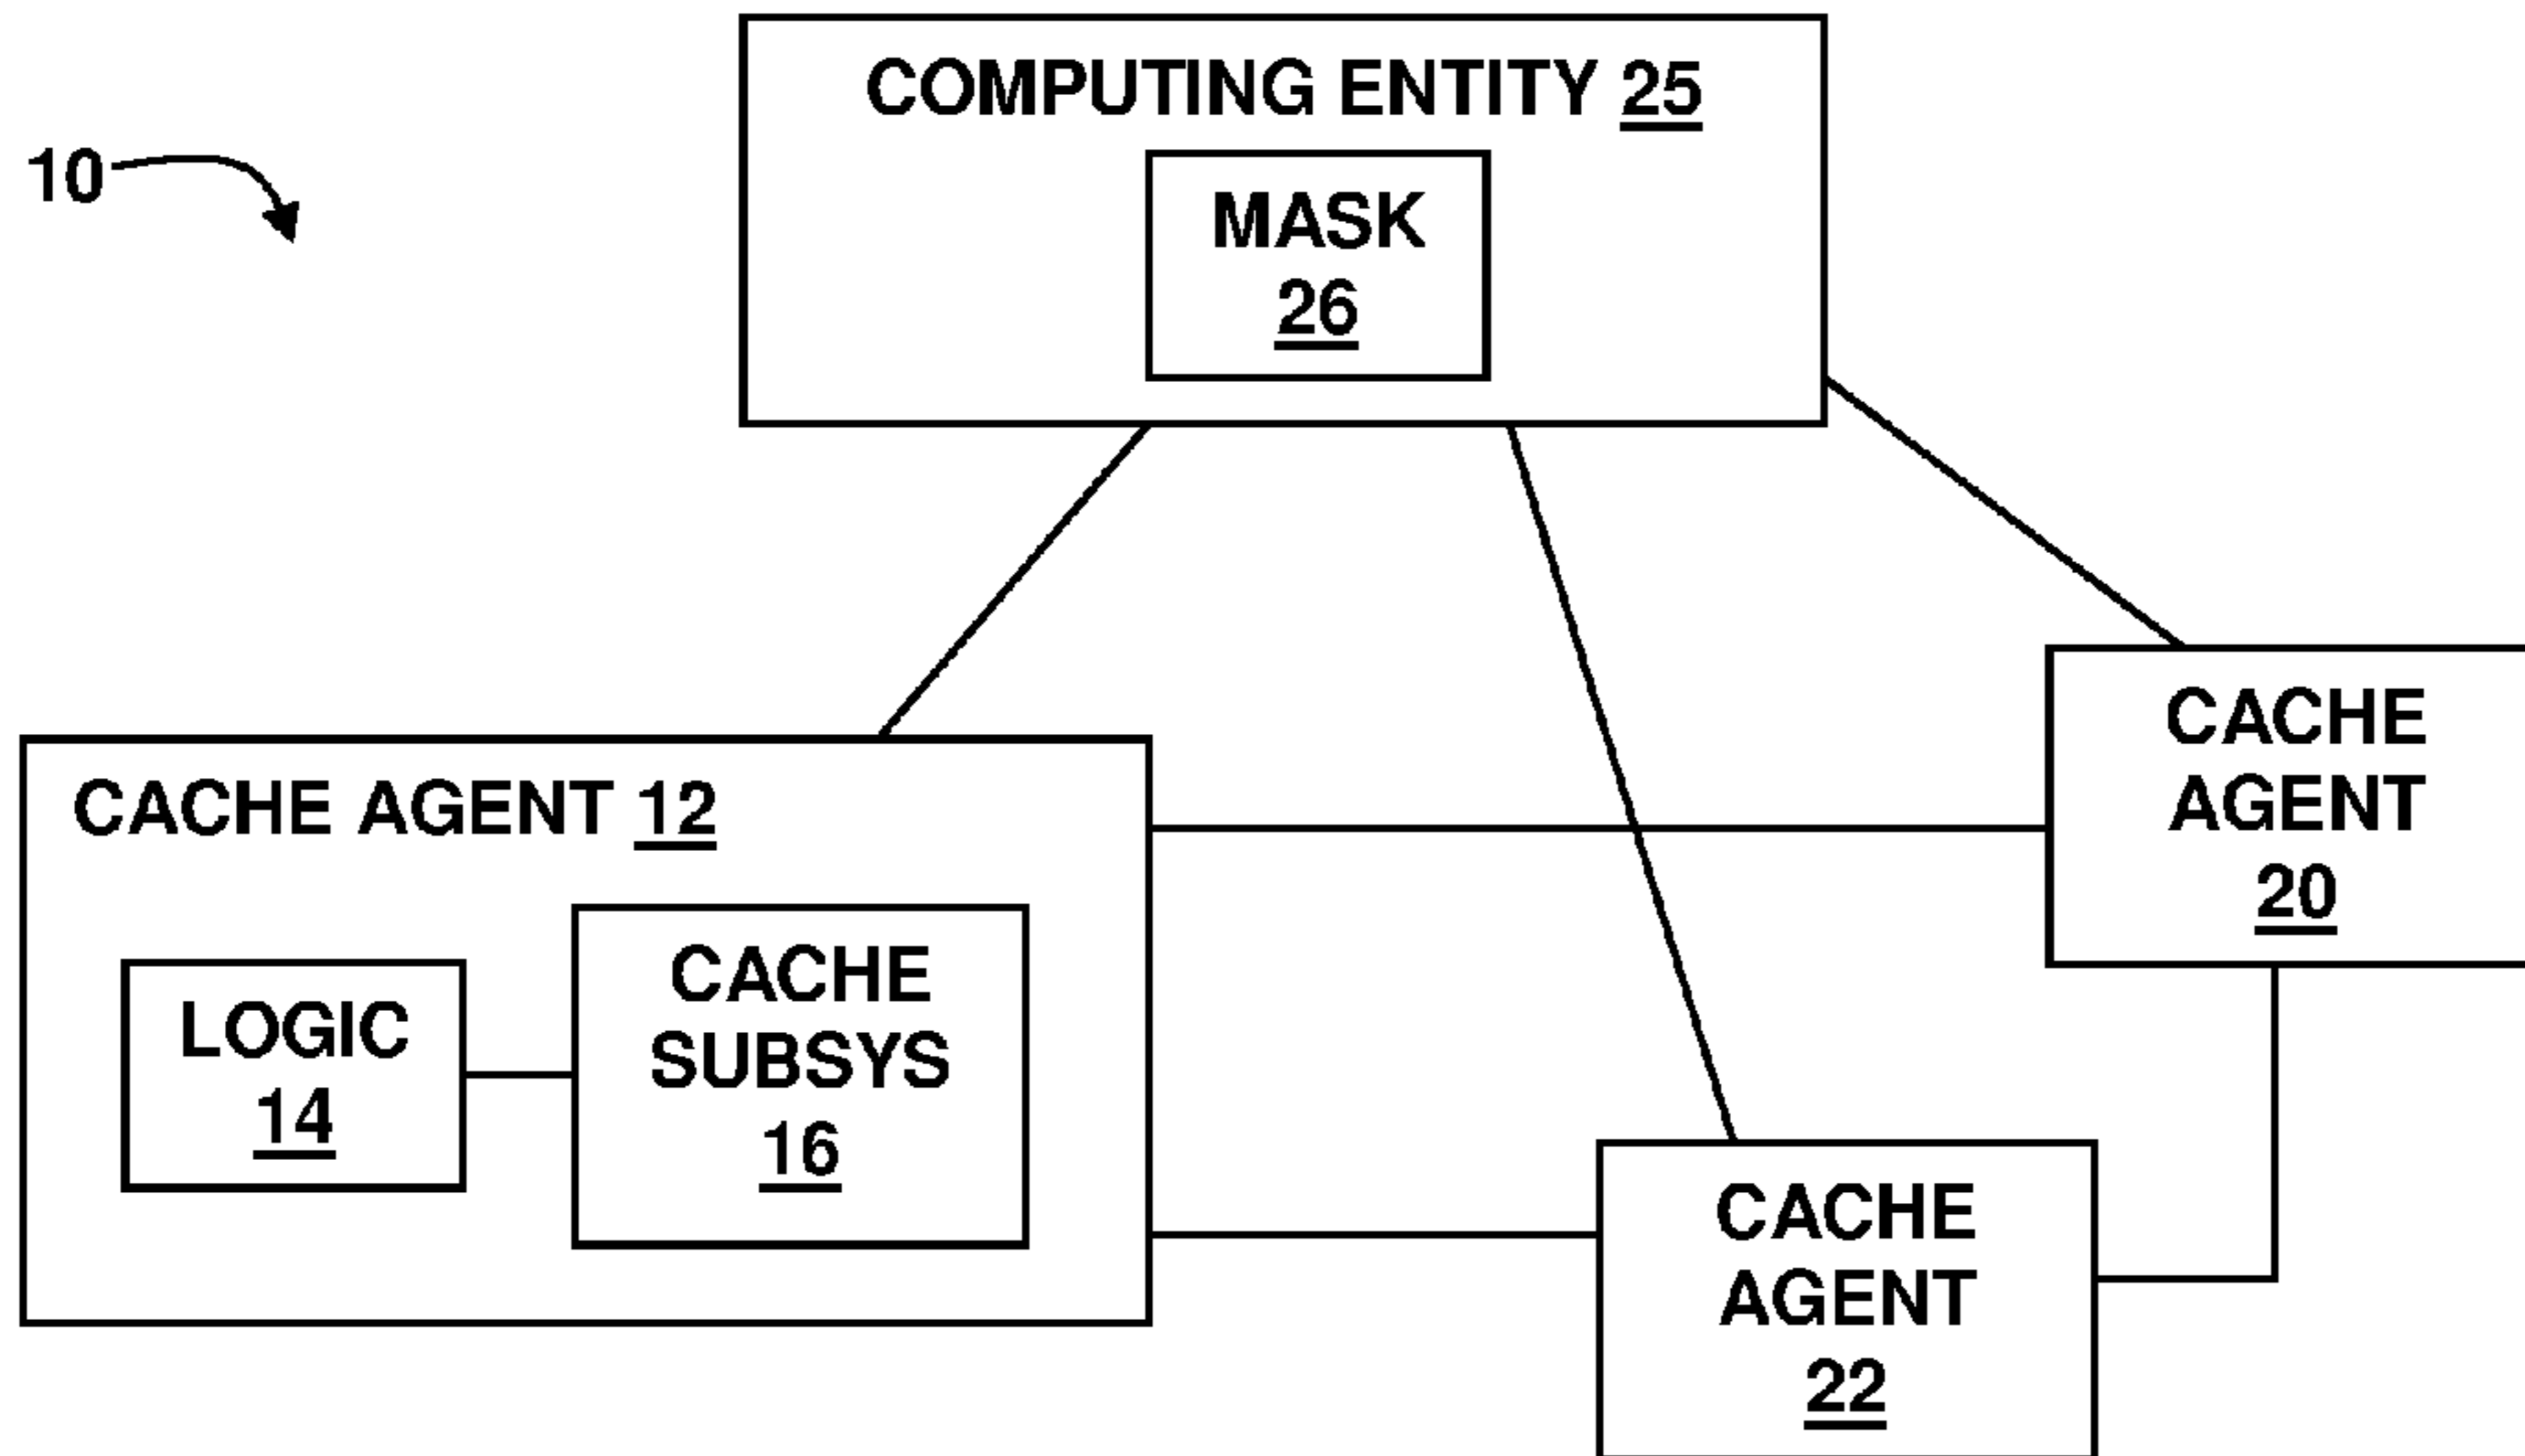 COMPUTING ENTITY 25
10
MASK
26
CACHE
AGENT
20
CACHE AGENT 12
CACHE
SUBSYS
16
LOGIC
14
CACHE
AGENT
22